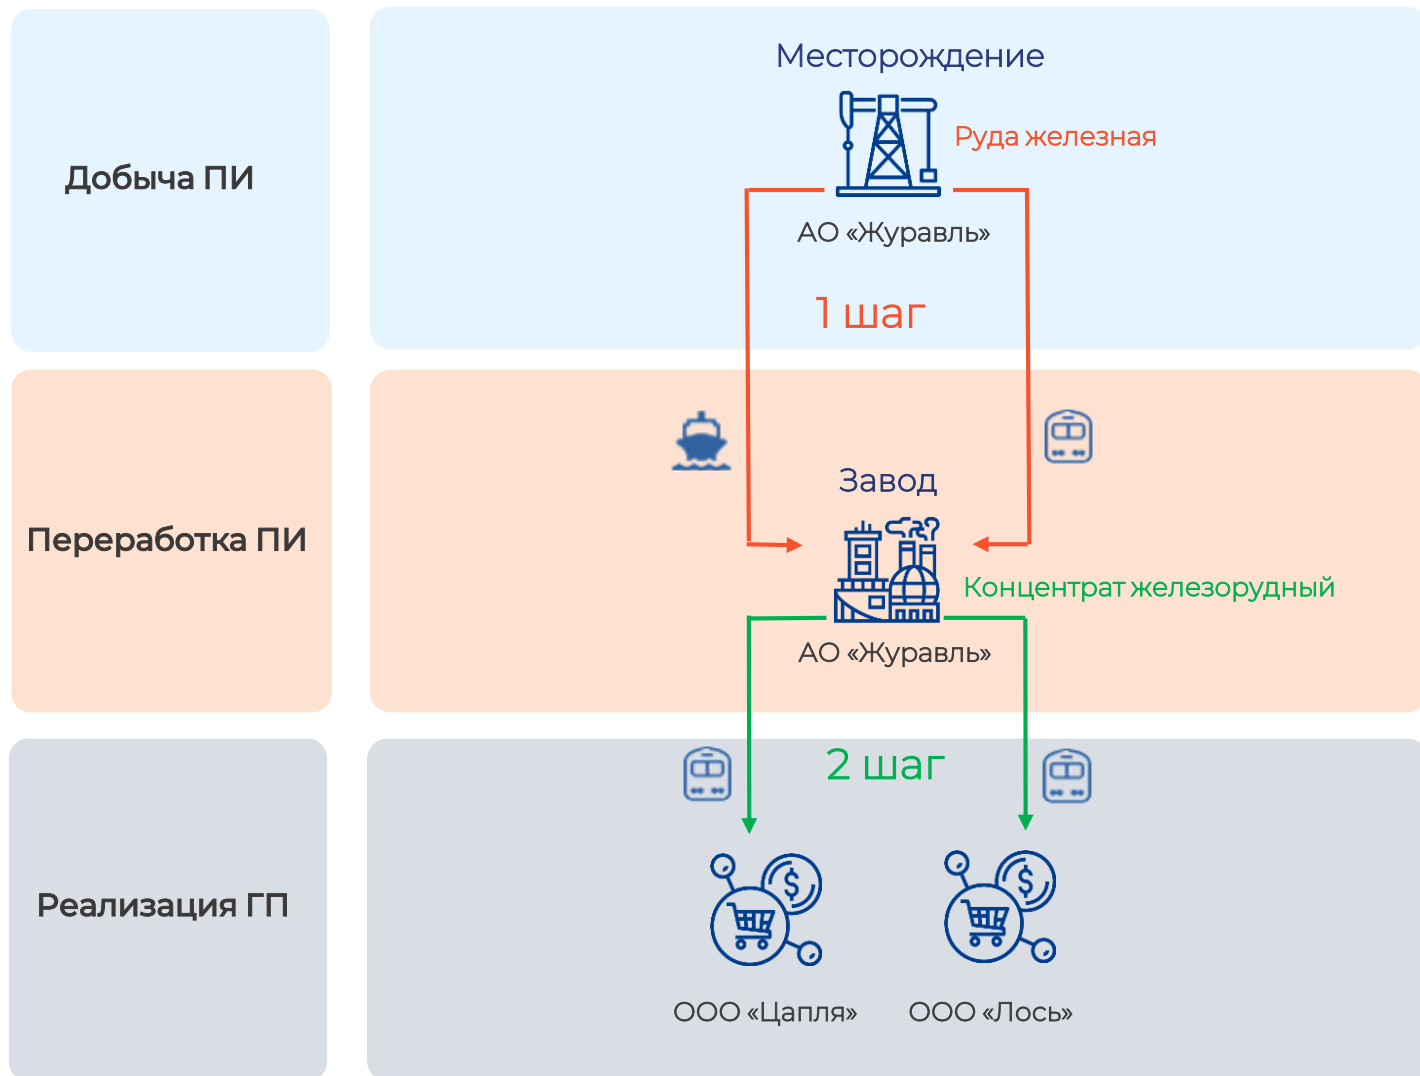 Месторождение
Руда железная
Добыча ПИ
АО «Журавль»
1 шаг
Завод
Переработка ПИ
Концентрат железорудный
АО «Журавль»
2 шаг
Реализация ГП
ООО «Цапля»
ООО «Лось»